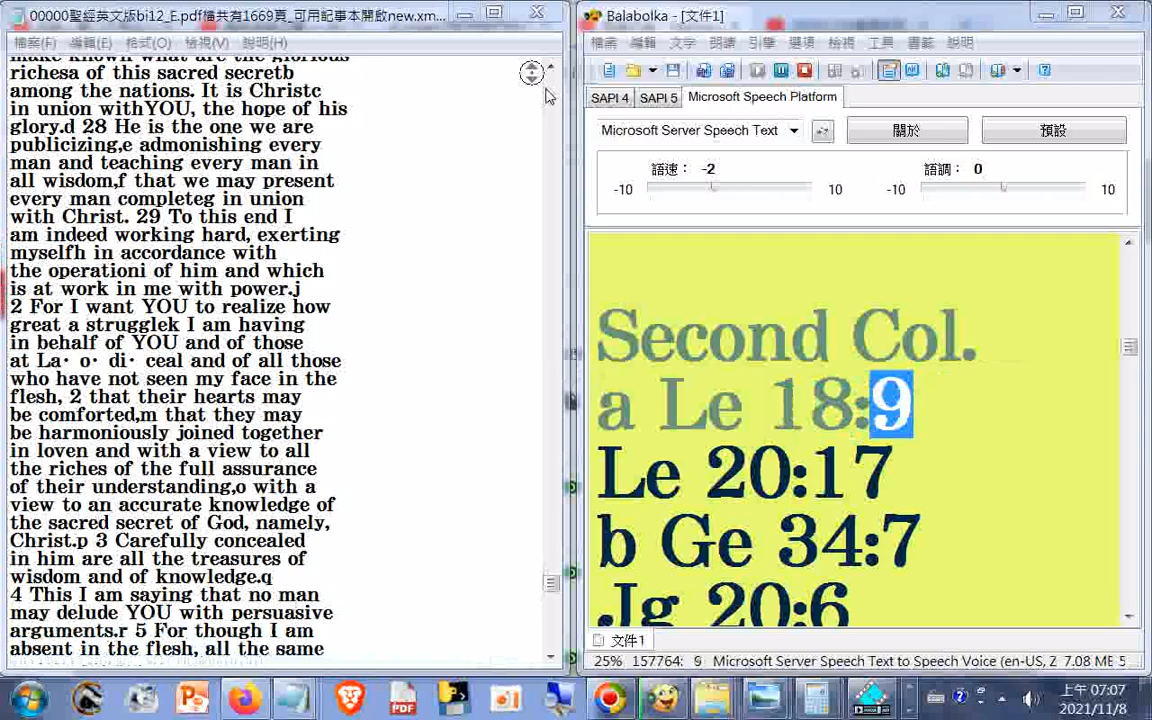 00000聖經英文版bi12_E.pdf檔共有1669頁_可用記事本開啟new.xm...
檔案(F) 編輯(E) 格式(O) 檢視(V) 說明(H)
make known what are the glorious
richesa of this sacred secretb
among the nations. It is Christc
in union withYOU, the hope of his
glory.d 28 He is the one we are
publicizing,e admonishing every
man and teaching every man in
all wisdom,f that we may present
every man completeg in union
with Christ. 29 To this end I
am indeed working hard, exerting
myselfh in accordance with
the operationi of him and which
is at work in me with power.j
2 For I want YOU to realize how
great a strugglek I am having
in behalf of YOU and of those
at La· o· di· ceal and of all those
who have not seen my face in the
flesh, 2 that their hearts may
be comforted,m that they may
be harmoniously joined together
in loven and with a view to all
the riches of the full assurance
of their understanding,o with a
view to an accurate knowledge of
the sacred secret of God, namely,
Christ.p 3 Carefully concealed
in him are all the treasures of
wisdom and of knowledge.q
4 This I am saying that no man
may delude YOU with persuasive
arguments.r 5 For though I am
absent in the flesh, all the same
Balabolka - [文件1]
檔案 編輯 文字 朗讀 引擎 選項 檢視 工具 書籤 說明
SAPI 4 SAPI 5 Microsoft Speech Platform
Microsoft Server Speech Text 關於 預設
語速： -2 語調： 0
-10 10 -10 10
Second Col.
a Le 18:9
Le 20:17
b Ge 34:7
Jg 20:6
文件1
25% 157764: 9 Microsoft Server Speech Text to Speech Voice (en-US, Z 7.08 MB 5
PDF
上午 07:07
2021/11/8